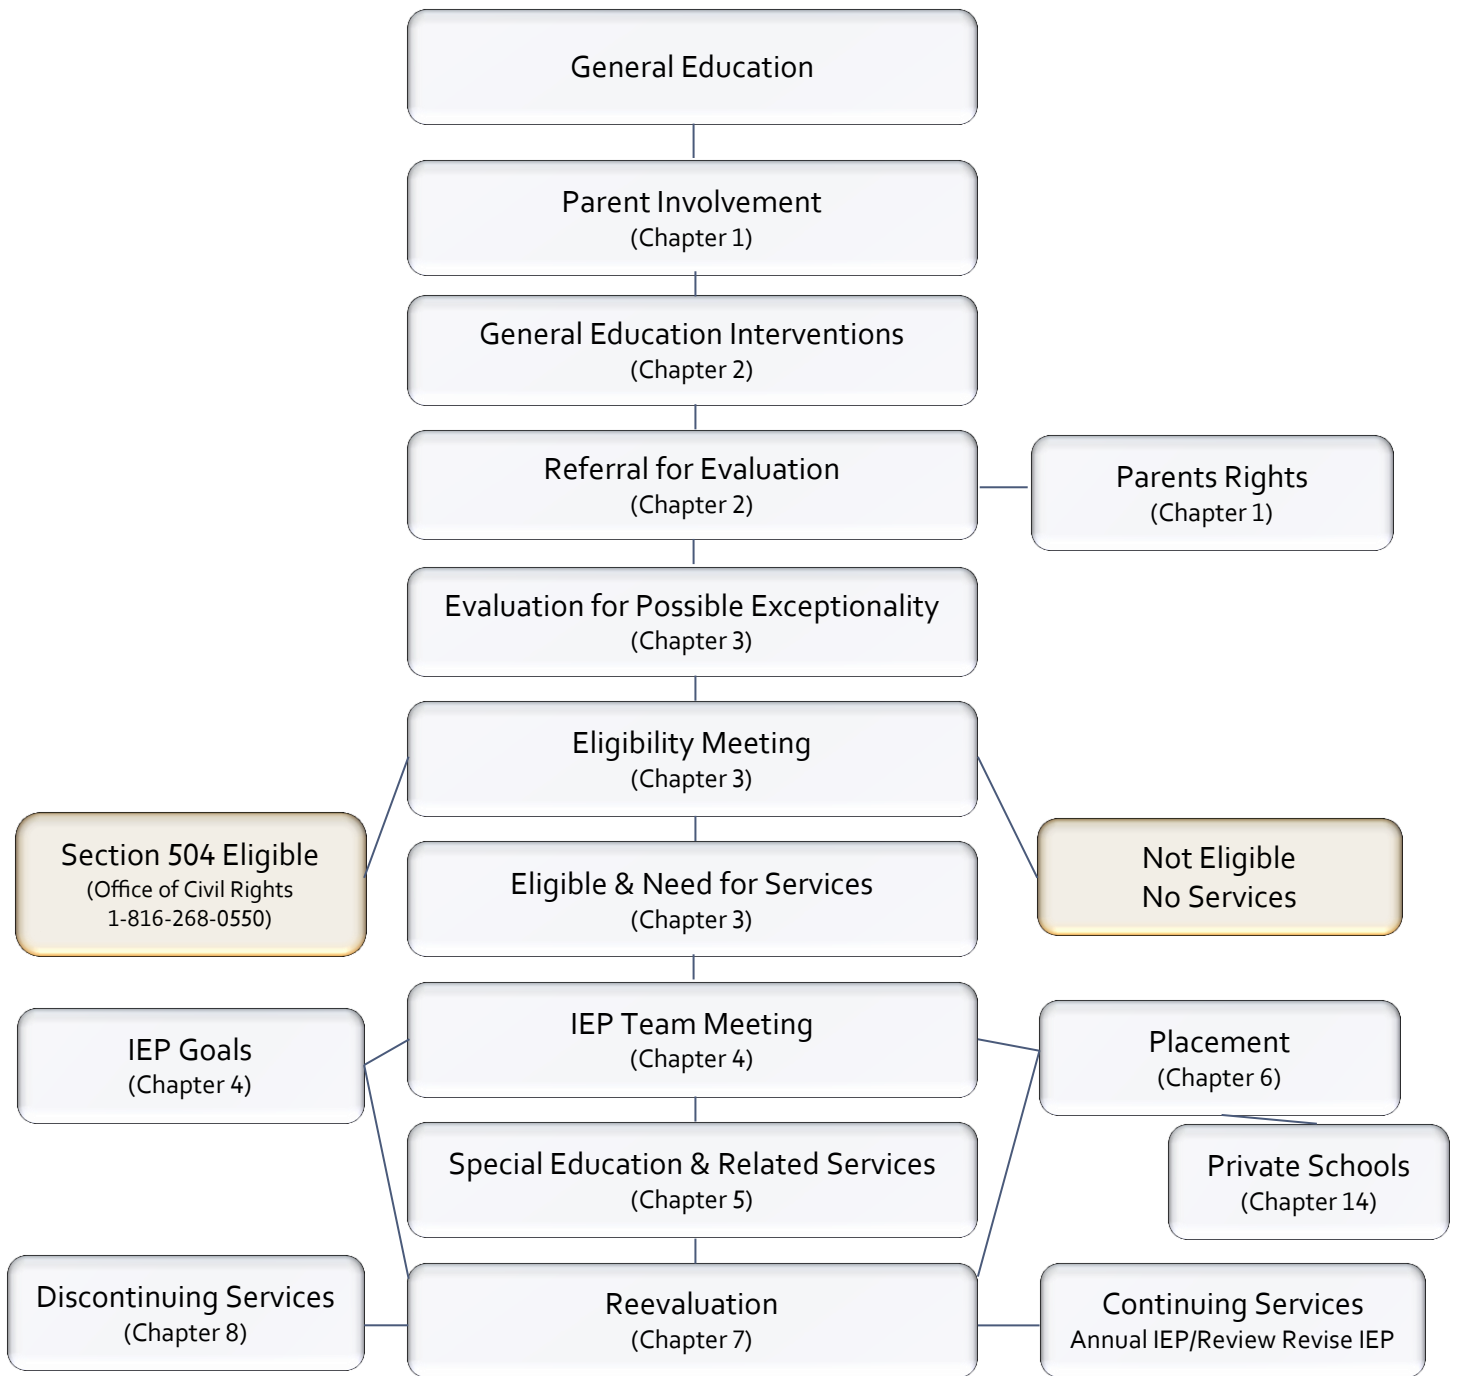 General Education
Parent Involvement
(Chapter 1)
General Education Interventions
(Chapter 2)
Referral for Evaluation
(Chapter 2)
Parents Rights
(Chapter 1)
Evaluation for Possible Exceptionality
(Chapter 3)
Eligibility Meeting
(Chapter 3)
Section 504 Eligible
(Office of Civil Rights
1-816-268-0550)
Eligible & Need for Services
(Chapter 3)
Not Eligible
No Services
IEP Goals
(Chapter 4)
IEP Team Meeting
(Chapter 4)
Placement
(Chapter 6)
Special Education & Related Services
(Chapter 5)
Private Schools
(Chapter 14)
Discontinuing Services
(Chapter 8)
Reevaluation
(Chapter 7)
Continuing Services
Annual IEP/Review Revise IEP